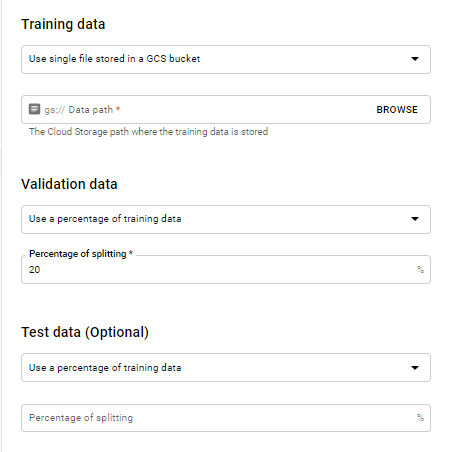 Training data
Use single file stored in a GCS bucket
gs:// Data path *
BROWSE
The Cloud Storage path where the training data is stored
Validation data
Use a percentage of training data
Percentage of splitting *
20
%
Test data (Optional)
Use a percentage of training data
Percentage of splitting
%